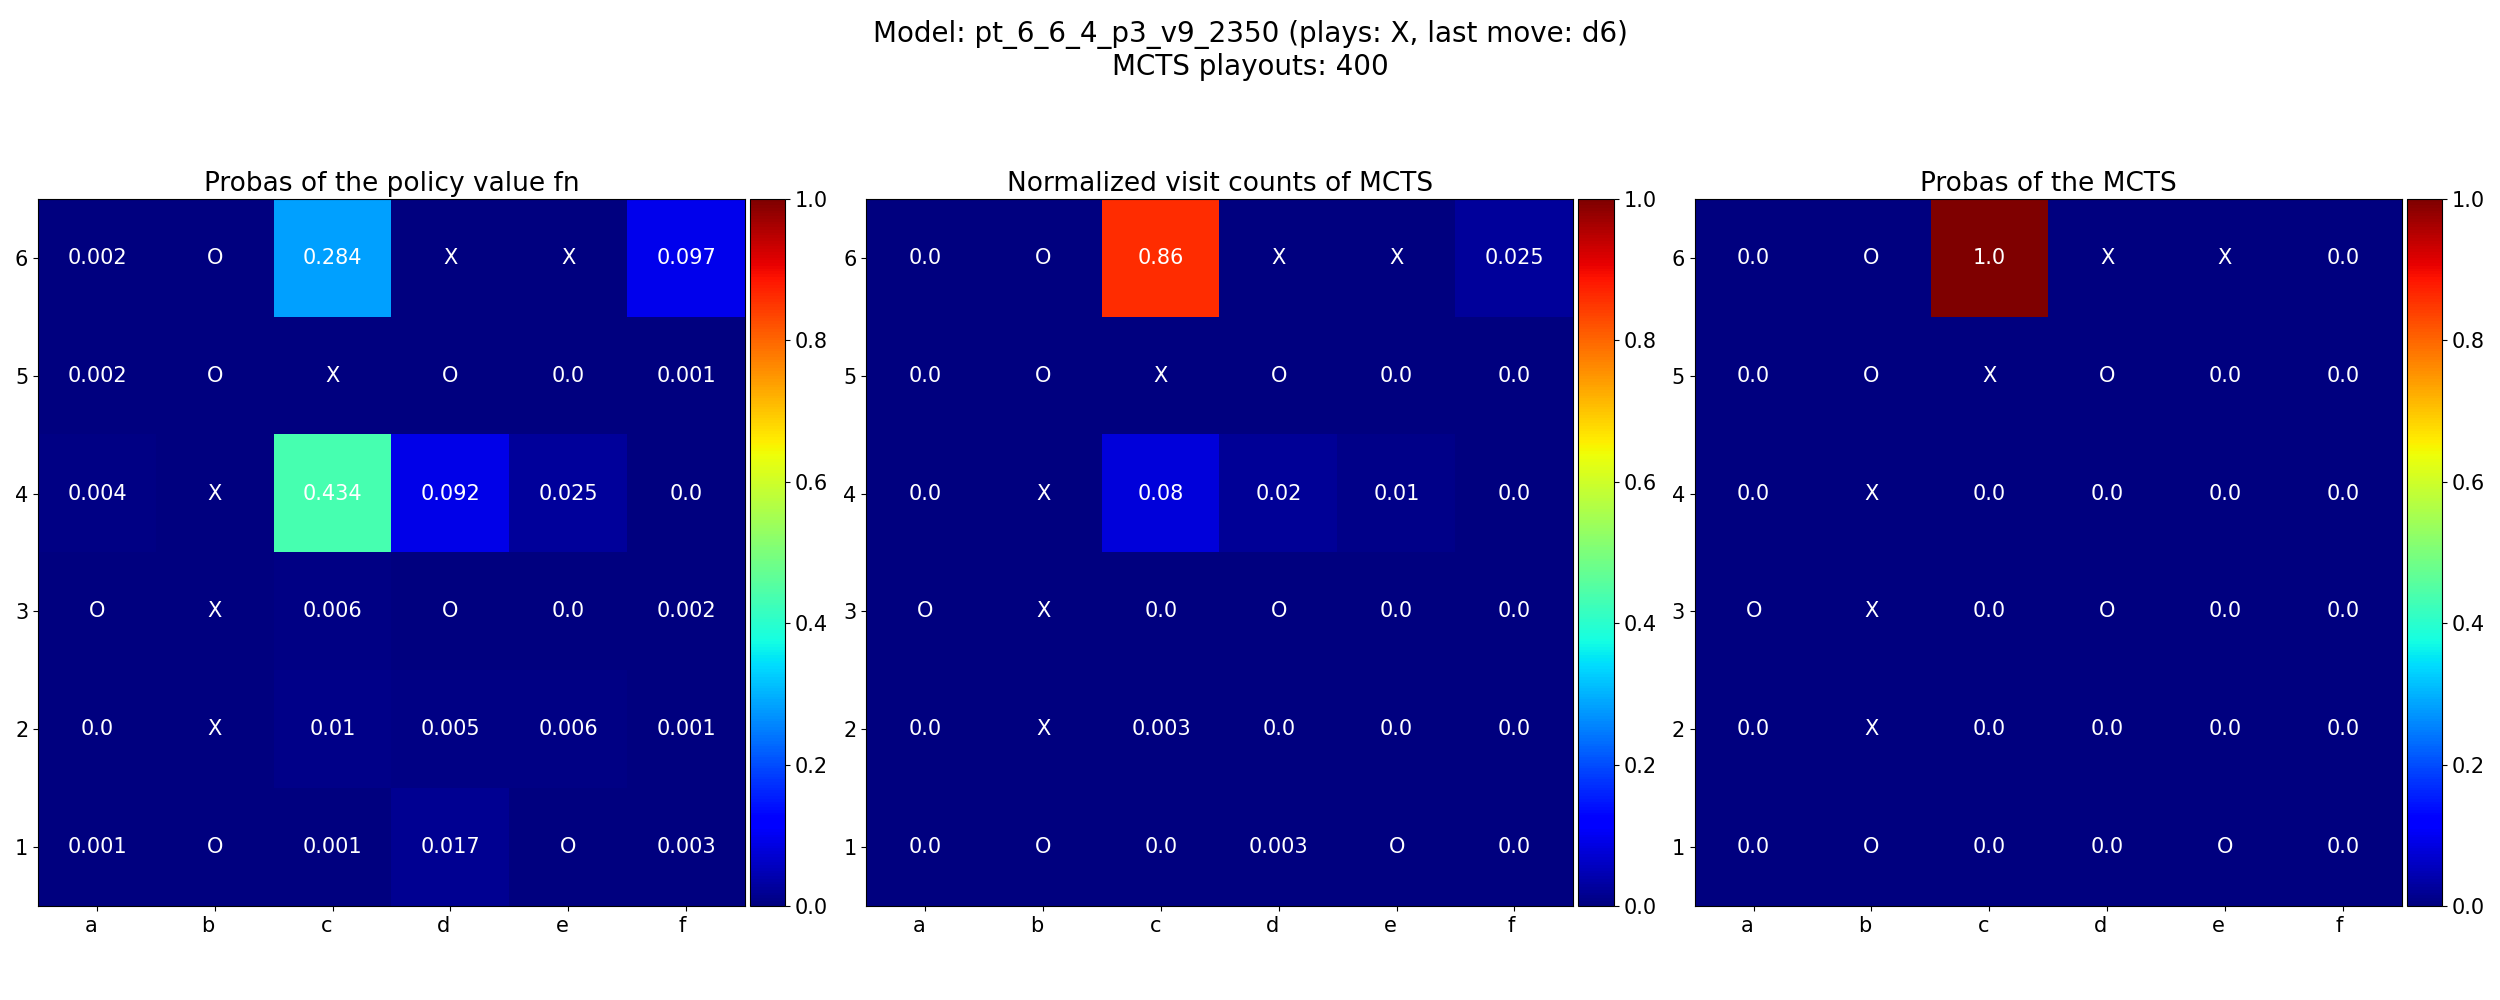 Model: pt_6_6_4_p3_v9_2350 (plays: X, last move: d6)
MCTS playouts: 400
Probas of the policy value fn
6 0.002 O 0.284 X X 0.097
5 0.002 O X O 0.0 0.001
4 0.004 X 0.434 0.092 0.025 0.0
3 O X 0.006 O 0.0 0.002
2 0.0 X 0.01 0.005 0.006 0.001
1 0.001 O 0.001 0.017 O 0.003
a b c d e f
1.0
0.8
0.6
0.4
0.2
0.0
Normalized visit counts of MCTS
6 0.0 O 0.86 X X 0.025
5 0.0 O X O 0.0 0.0
4 0.0 X 0.08 0.02 0.01 0.0
3 O X 0.0 O 0.0 0.0
2 0.0 X 0.003 0.0 0.0 0.0
1 0.0 O 0.0 0.003 O 0.0
a b c d e f
1.0
0.8
0.6
0.4
0.2
0.0
Probas of the MCTS
6 0.0 O 1.0 X X 0.0
5 0.0 O X O 0.0 0.0
4 0.0 X 0.0 0.0 0.0 0.0
3 O X 0.0 O 0.0 0.0
2 0.0 X 0.0 0.0 0.0 0.0
1 0.0 O 0.0 0.0 O 0.0
a b c d e f
1.0
0.8
0.6
0.4
0.2
0.0